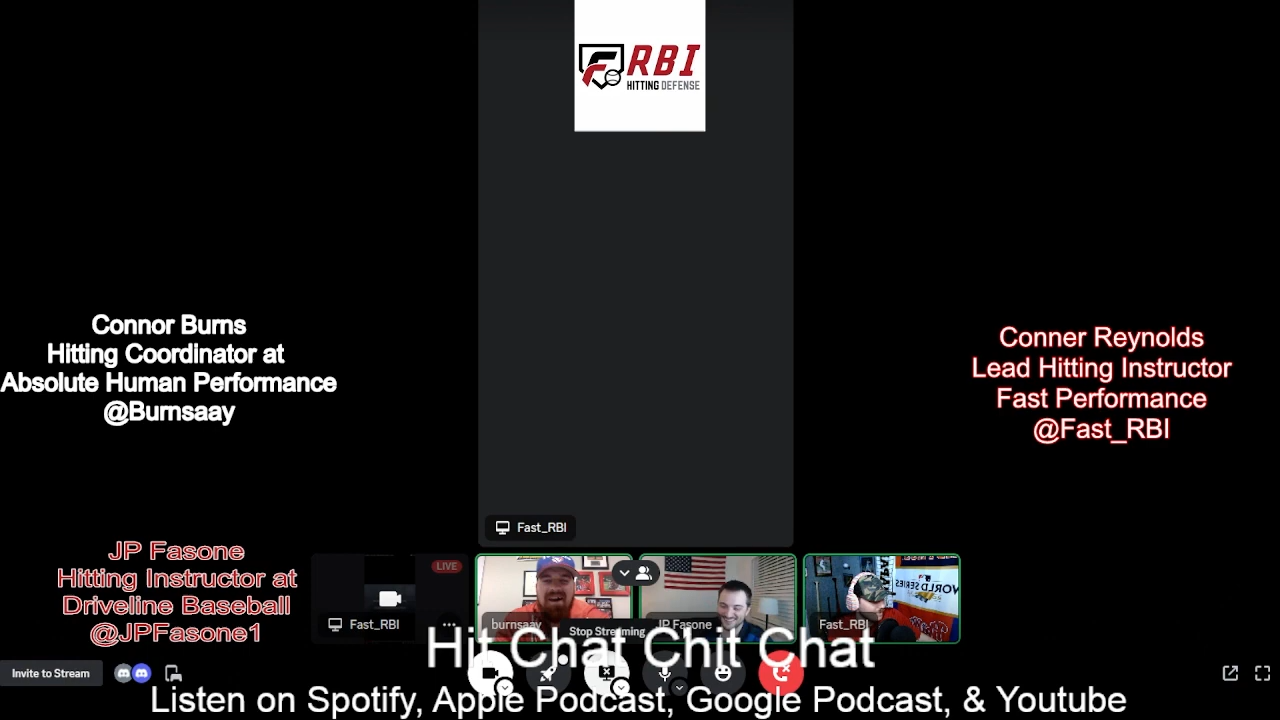 RBI
HITTING DEFENSE
Connor Burns
Hitting Coordinator at
Absolute Human Performance
@Burnsaay
Conner Reynolds
Lead Hitting Instructor
Fast Performance
@Fast_RBI
Fast_RBI
JP Fasone
Hitting Instructor at
Driveline Baseball
@JPFasone1
LIVE
Fast_RBI
burnsaay
Stop Streaming
JP Fasone
Fast_RBI
WORLD SERIES
Hit Chat Chit Chat
Invite to Stream
Listen on Spotify, Apple Podcast, Google Podcast, & Youtube